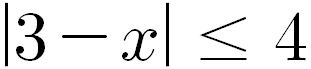 |3 − x| ≤ 4